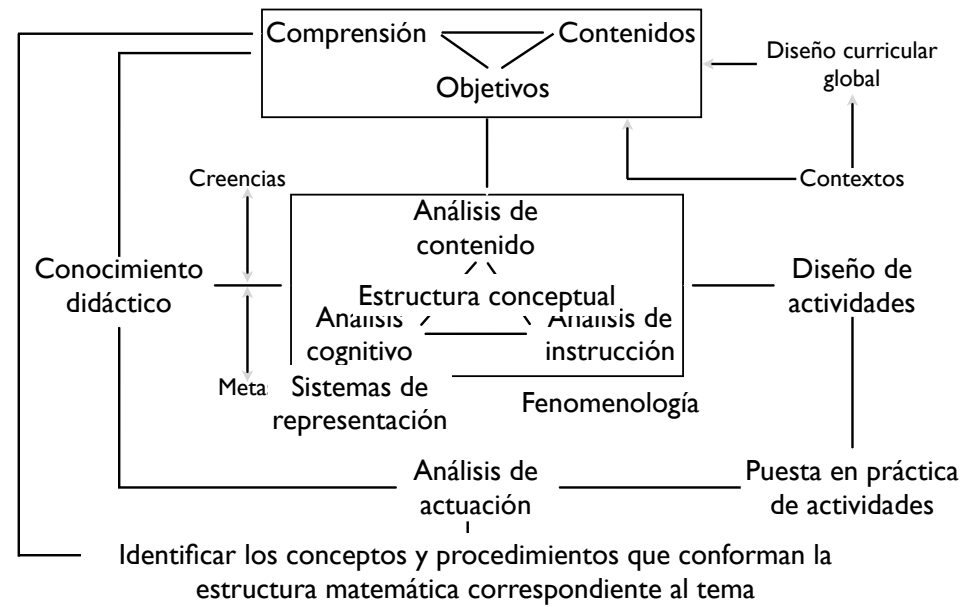 Comprensión
Contenidos
Objetivos
Diseño curricular
global
Creencias
Contextos
Análisis de
contenido
Conocimiento
didáctico
Estructura conceptual
Diseño de
actividades
Análisis
cognitivo
Análisis de
instrucción
Sistemas de
representación
Fenomenología
Análisis de
actuación
Puesta en práctica
de actividades
Identificar los conceptos y procedimientos que conforman la
estructura matemática correspondiente al tema